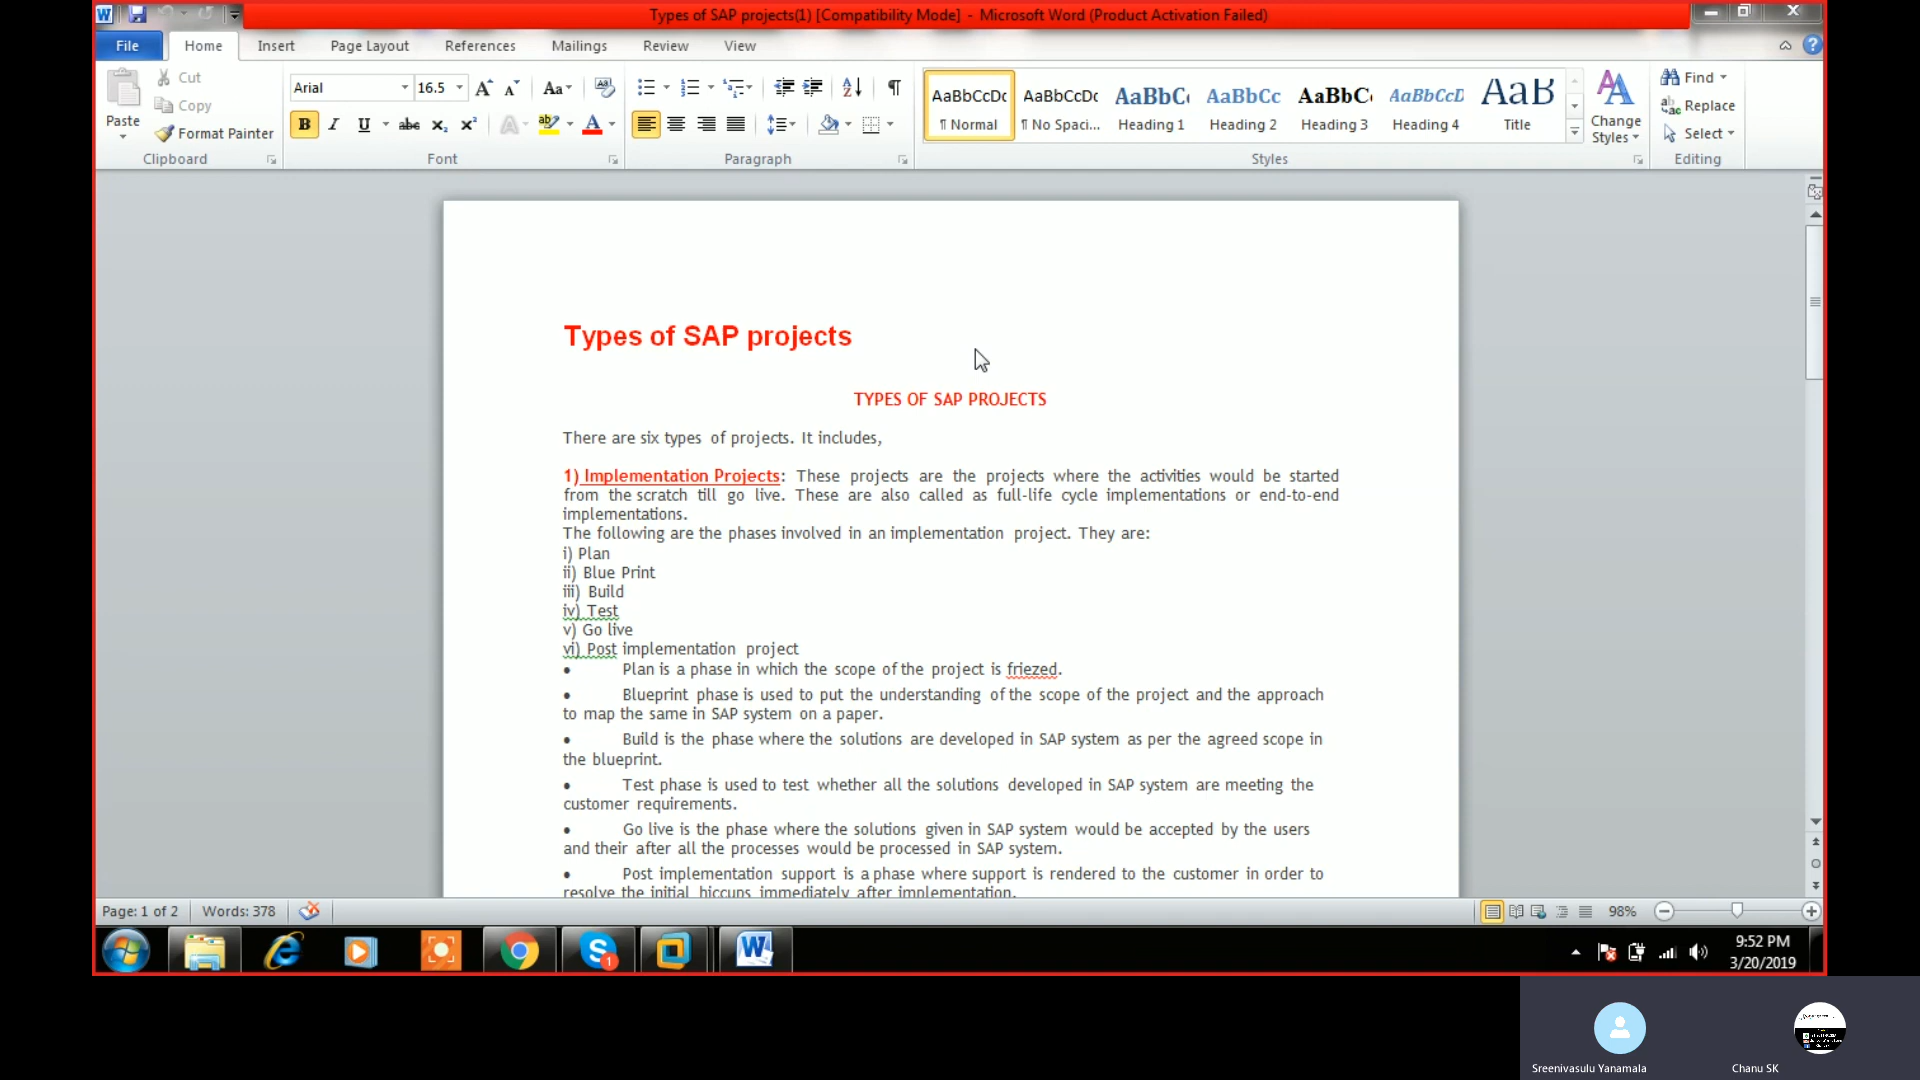 Types of SAP projects(1) [Compatibility Mode] - Microsoft Word (Product Activation Failed)
File Home Insert Page Layout References Mailings Review View
Paste
Cut
Copy
Format Painter
Clipboard
Arial 16.5
Font
Paragraph
AaBbCcDc AaBbCcDc AaBbC AaBbCc AaBbC AaBbCcD AaB
¶ Normal ¶ No Spaci... Heading 1 Heading 2 Heading 3 Heading 4 Title
Change
Styles
Styles
Find
Replace
Select
Editing
Types of SAP projects
TYPES OF SAP PROJECTS
There are six types of projects. It includes,
1) Implementation Projects: These projects are the projects where the activities would be started
from the scratch till go live. These are also called as full-life cycle implementations or end-to-end
implementations.
The following are the phases involved in an implementation project. They are:
i) Plan
ii) Blue Print
iii) Build
iv) Test
v) Go live
vi) Post implementation project
• Plan is a phase in which the scope of the project is friezed.
• Blueprint phase is used to put the understanding of the scope of the project and the approach
to map the same in SAP system on a paper.
• Build is the phase where the solutions are developed in SAP system as per the agreed scope in
the blueprint.
• Test phase is used to test whether all the solutions developed in SAP system are meeting the
customer requirements.
• Go live is the phase where the solutions given in SAP system would be accepted by the users
and their after all the processes would be processed in SAP system.
• Post implementation support is a phase where support is rendered to the customer in order to
resolve the initial hiccups immediately after implementation.
Page: 1 of 2 Words: 378 98%
9:52 PM
3/20/2019
Sreenivasulu Yanamala Chanu SK